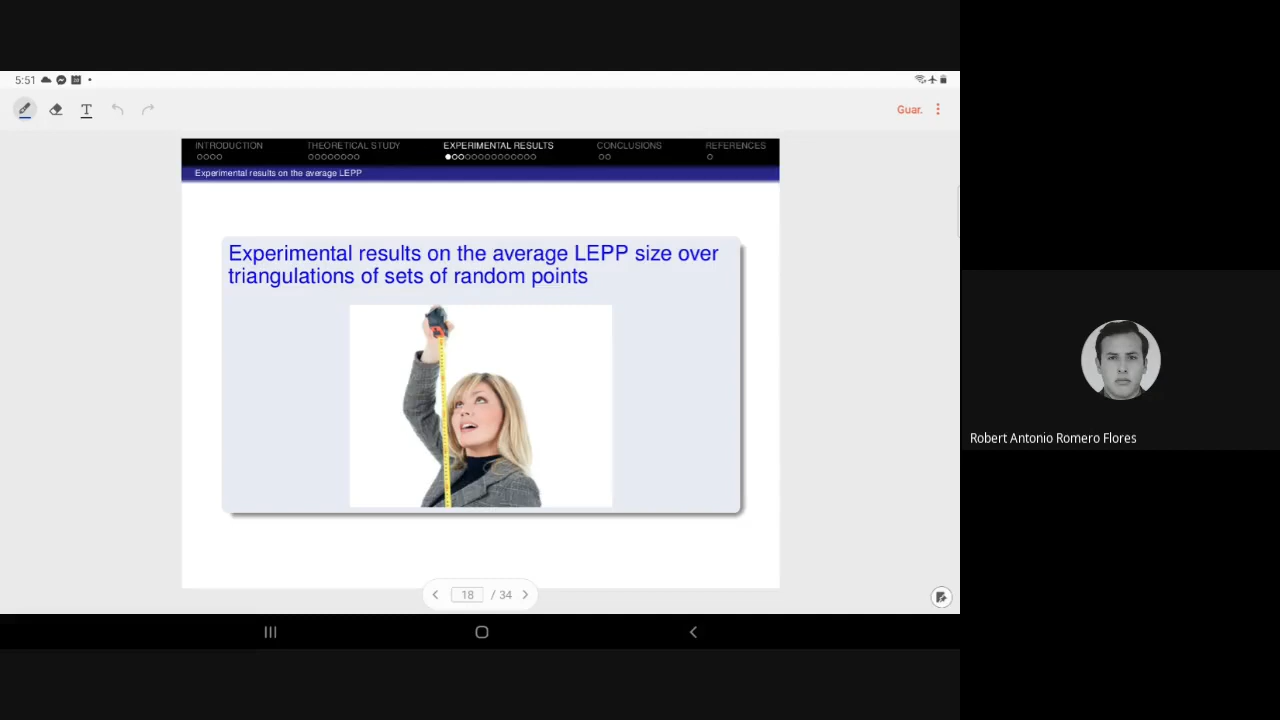 5:51
Guar.
INTRODUCTION THEORETICAL STUDY EXPERIMENTAL RESULTS CONCLUSIONS REFERENCES
Experimental results on the average LEPP
Experimental results on the average LEPP size over
triangulations of sets of random points
18 / 34
Robert Antonio Romero Flores